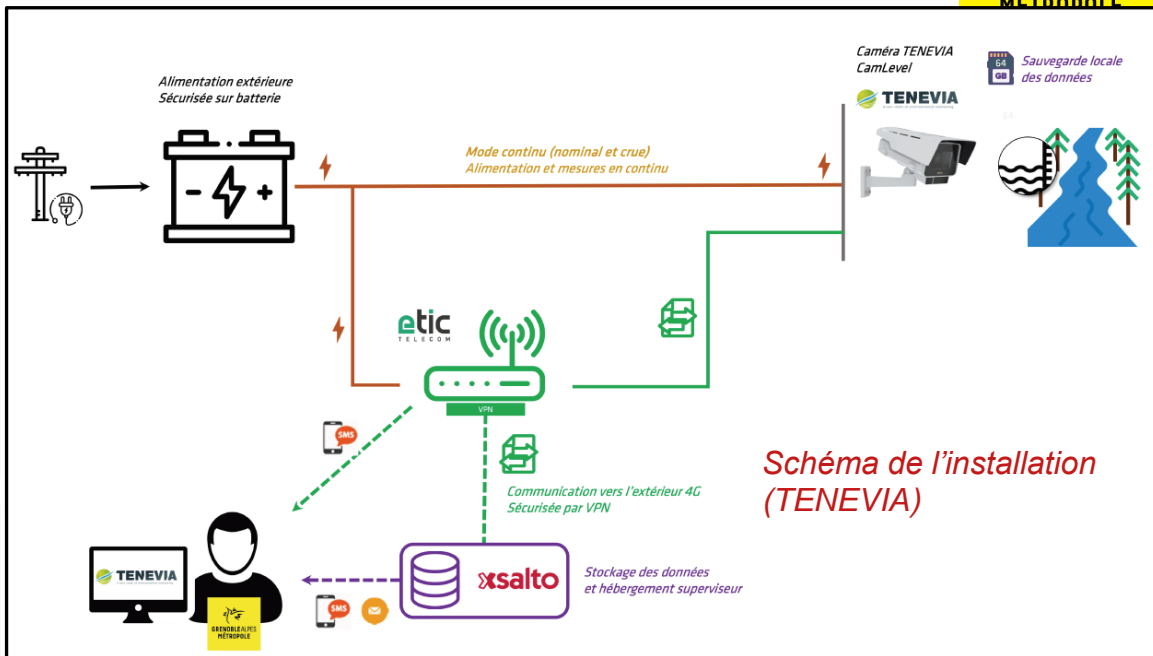 MÉTROPOLE
Caméra TENEVIA
CamLevel
64
GB
Sauvegarde locale
des données
Alimentation extérieure
Sécurisée sur batterie
TENEVIA
Mode continu (nominal et crue)
Alimentation et mesures en continu
etic
TELECOM
VPN
SMS
Schéma de l'installation
(TENEVIA)
Communication vers l'extérieur 4G
Sécurisée par VPN
TENEVIA
xsalto
Stockage des données
et hébergement superviseur
SMS
GRENOBLEALPES
MÉTROPOLE